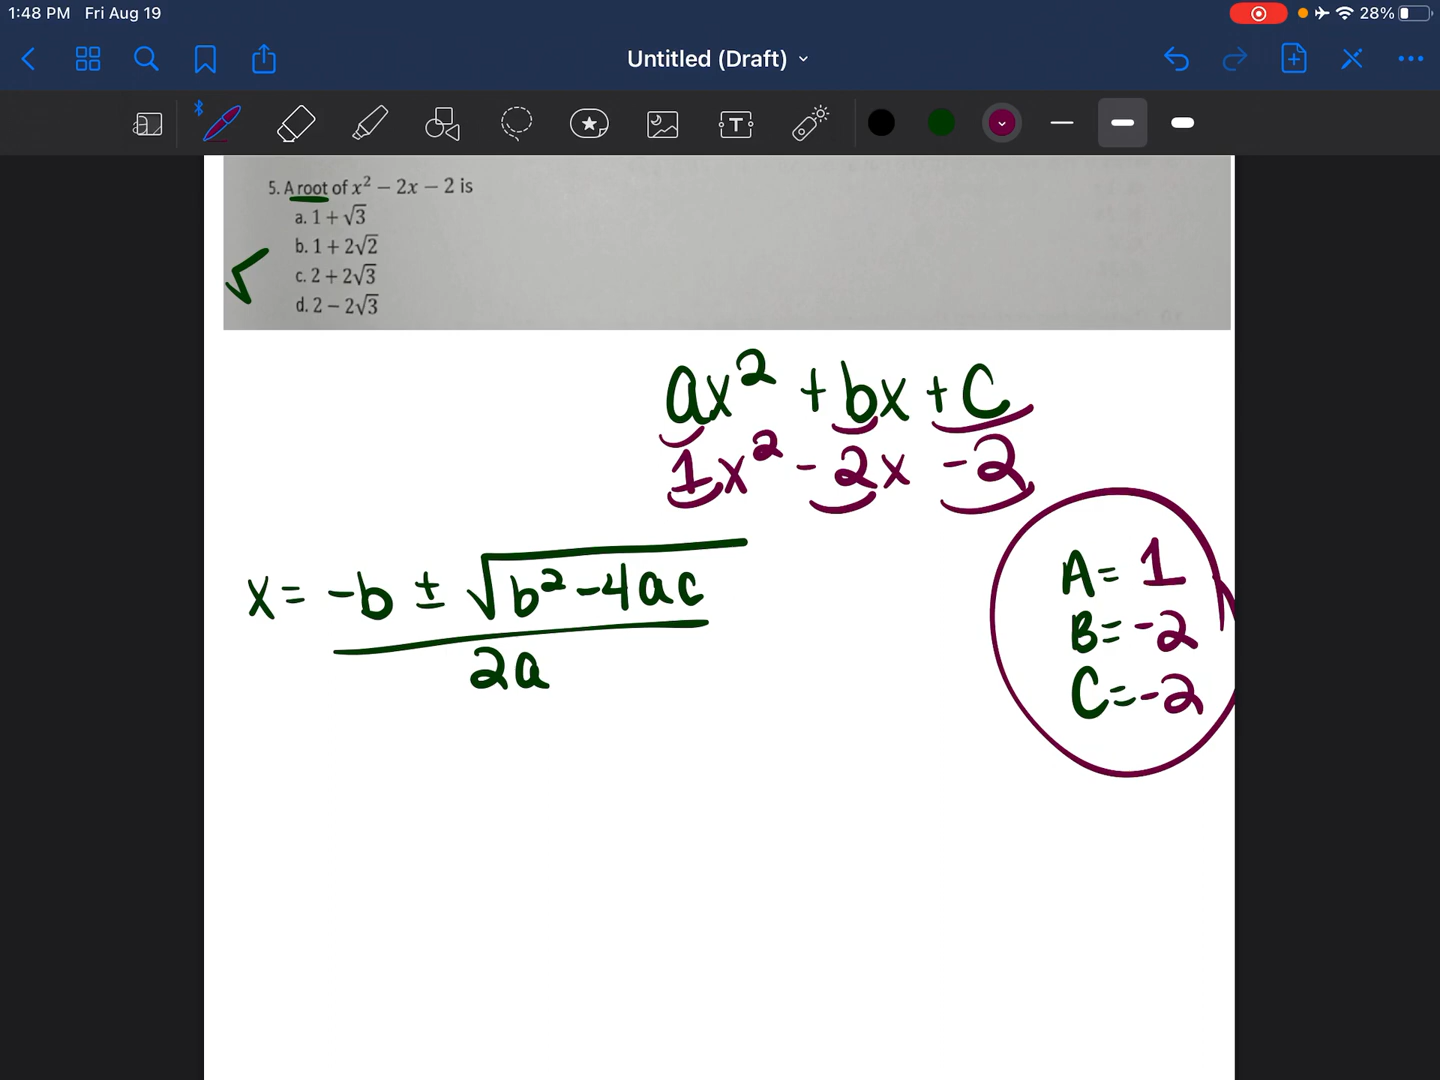 1:48 PM Fri Aug 19 28%
Untitled (Draft)
5. A root of x² − 2x − 2 is
a. 1 + √3
b. 1 + 2√2
c. 2 + 2√3
d. 2 − 2√3
ax² + bx + c
1x² - 2x - 2
x = -b ± √b² - 4ac
2a
A = 1
B = -2
C = -2